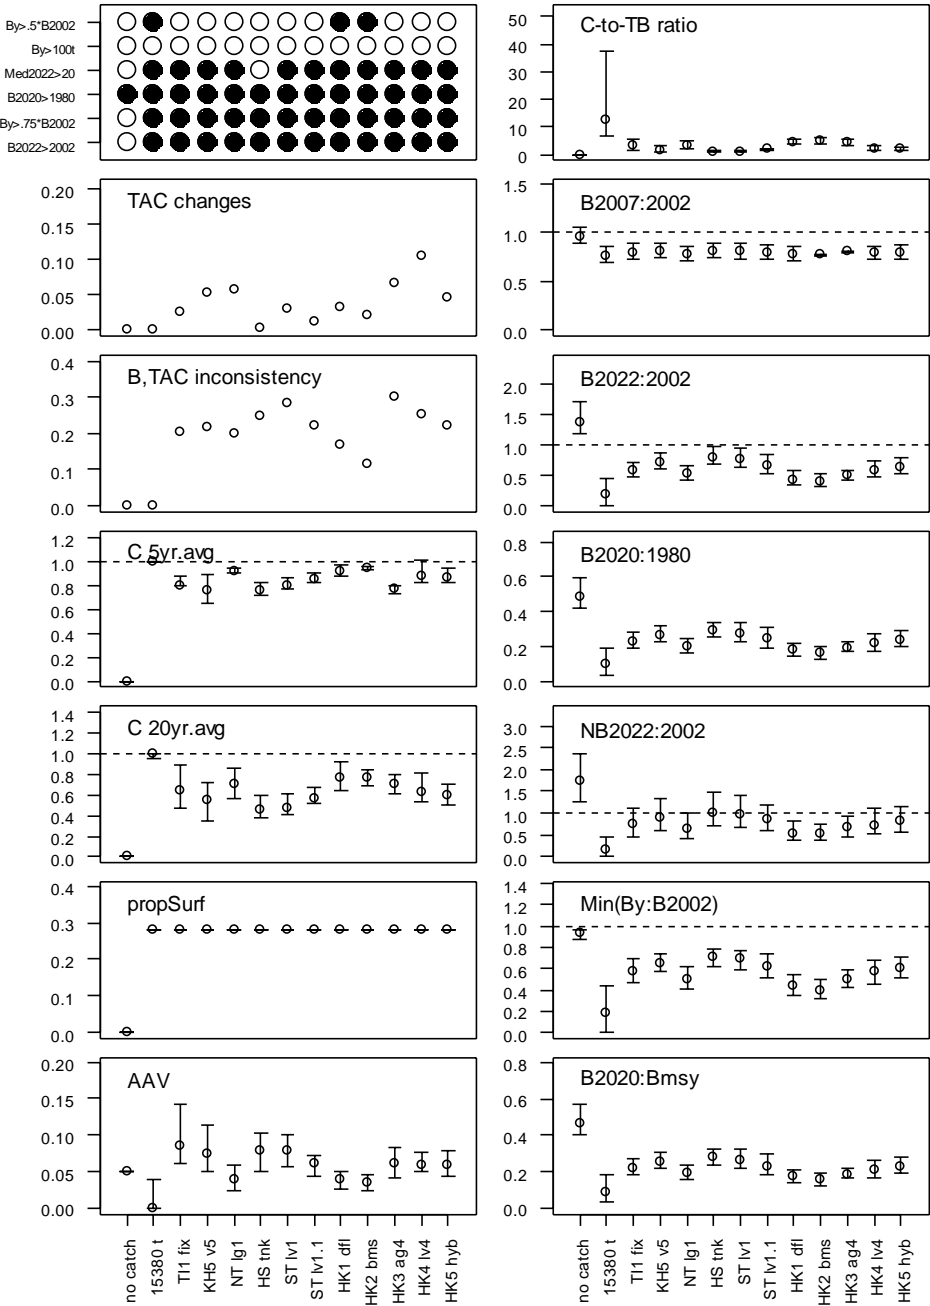 By>.5*B2002
By>100t
Med2022>20
B2020>1980
By>.75*B2002
B2022>2002
TAC changes
0.20
0.15
0.10
0.05
0.00
B,TAC inconsistency
0.4
0.3
0.2
0.1
0.0
C 5yr.avg
1.2
1.0
0.8
0.6
0.4
0.2
0.0
C 20yr.avg
1.4
1.2
1.0
0.8
0.6
0.4
0.2
0.0
propSurf
0.4
0.3
0.2
0.1
0.0
AAV
0.20
0.15
0.10
0.05
0.00
no catch
15380 t
TI1 fix
KH5 v5
NT lg1
HS tnk
ST lv1
ST lv1.1
HK1 dfl
HK2 bms
HK3 ag4
HK4 lv4
HK5 hyb
C-to-TB ratio
50
40
30
20
10
0
B2007:2002
1.5
1.0
0.5
0.0
B2022:2002
2.0
1.5
1.0
0.5
0.0
B2020:1980
0.8
0.6
0.4
0.2
0.0
NB2022:2002
3.0
2.5
2.0
1.5
1.0
0.5
0.0
Min(By:B2002)
1.4
1.2
1.0
0.8
0.6
0.4
0.2
0.0
B2020:Bmsy
0.8
0.6
0.4
0.2
0.0
no catch
15380 t
TI1 fix
KH5 v5
NT lg1
HS tnk
ST lv1
ST lv1.1
HK1 dfl
HK2 bms
HK3 ag4
HK4 lv4
HK5 hyb